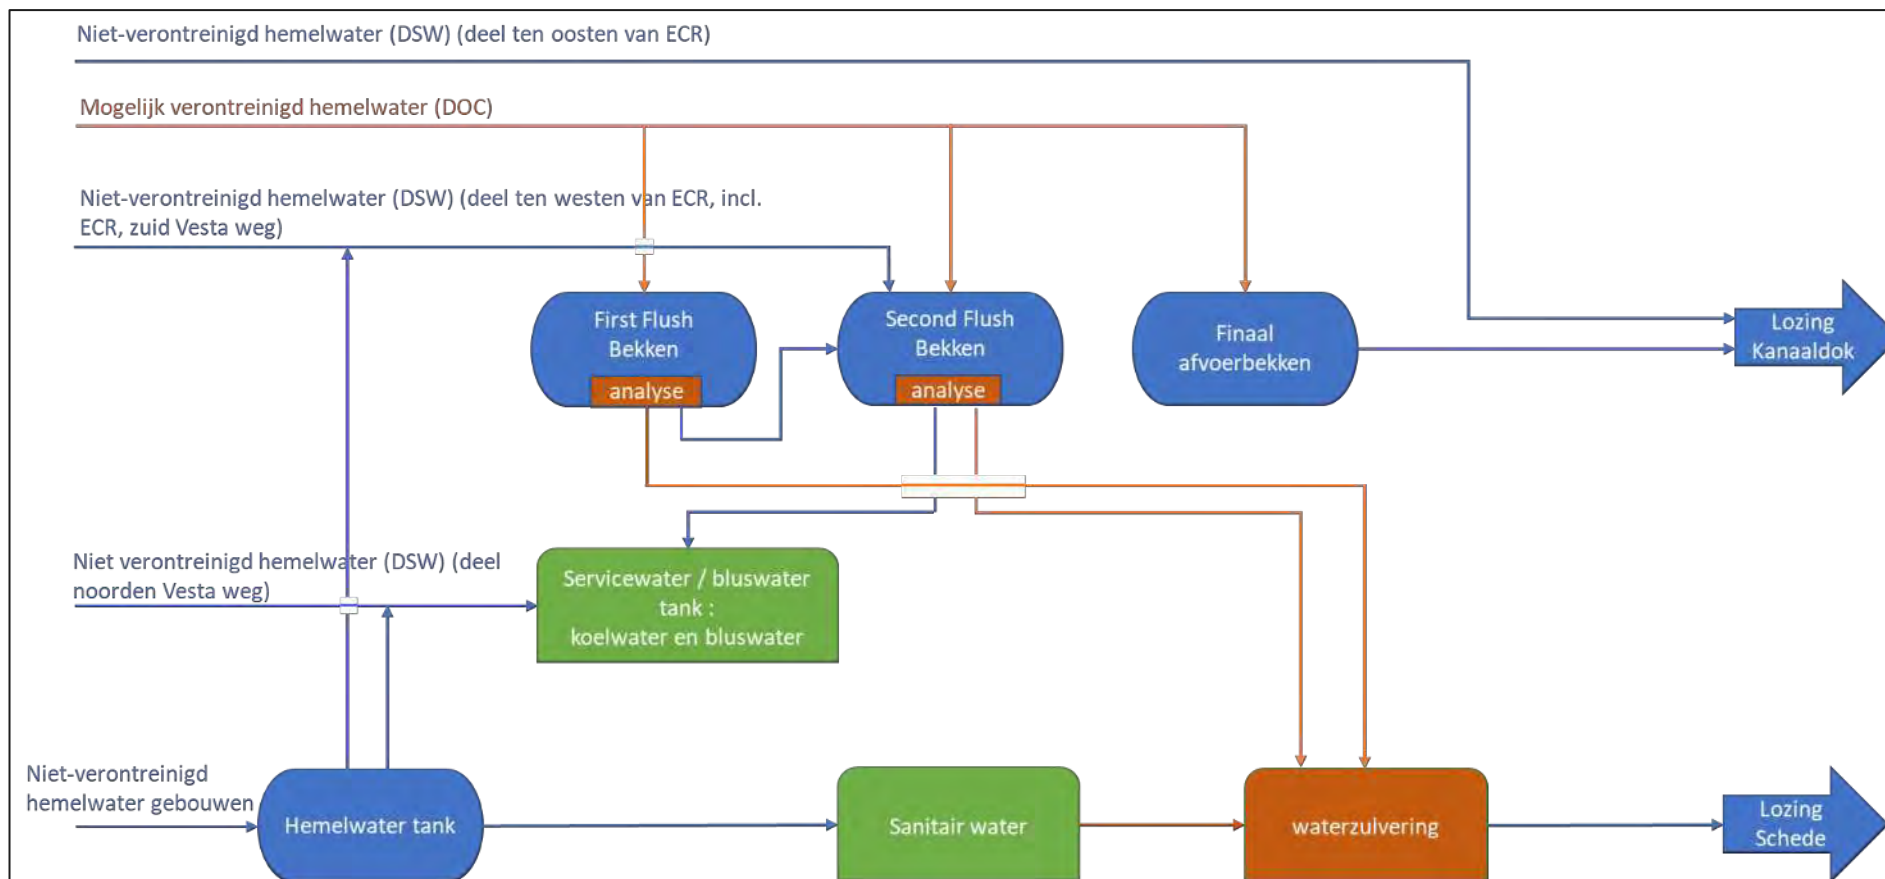 Niet-verontreinigd hemelwater (DSW) (deel ten oosten van ECR)
Mogelijk verontreinigd hemelwater (DOC)
Niet-verontreinigd hemelwater (DSW) (deel ten westen van ECR, incl.
ECR, zuid Vesta weg)
First Flush
Bekken
analyse
Second Flush
Bekken
analyse
Finaal
afvoerbekken
Lozing
Kanaaldok
Niet verontreinigd hemelwater (DSW) (deel
noorden Vesta weg)
Servicewater / bluswater
tank :
koelwater en bluswater
Niet-verontreinigd
hemelwater gebouwen
Hemelwater tank
Sanitair water
waterzulvering
Lozing
Schede